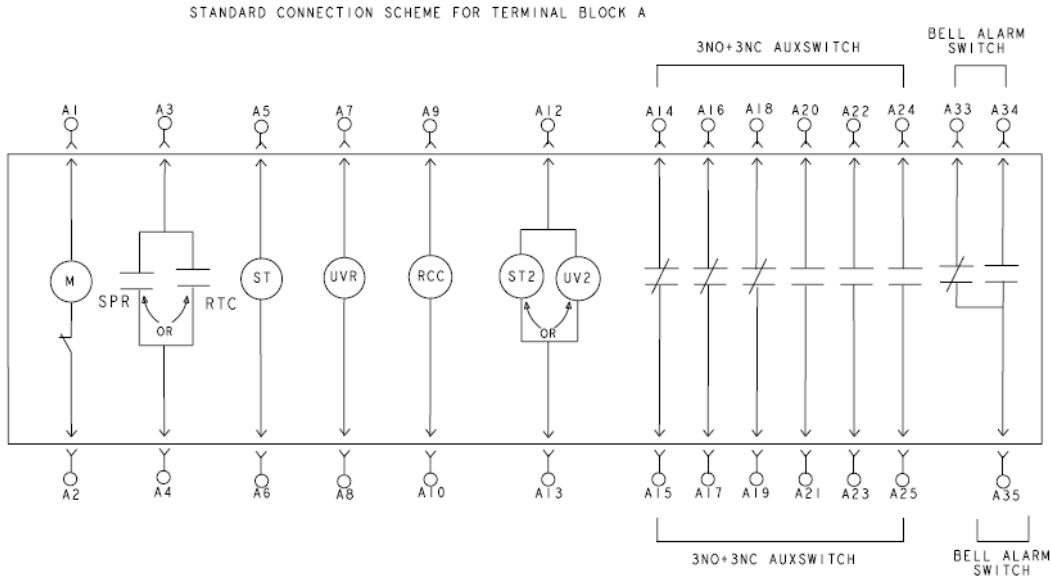 STANDARD CONNECTION SCHEME FOR TERMINAL BLOCK A
3NO+3NC AUXSWITCH
BELL ALARM
SWITCH
A1 A3 A5 A7 A9 A12 A14 A16 A18 A20 A22 A24 A33 A34
M SPR RTC ST UVR RCC ST2 UV2
OR OR
A2 A4 A6 A8 A10 A13 A15 A17 A19 A21 A23 A25 A35
3NO+3NC AUXSWITCH
BELL ALARM
SWITCH